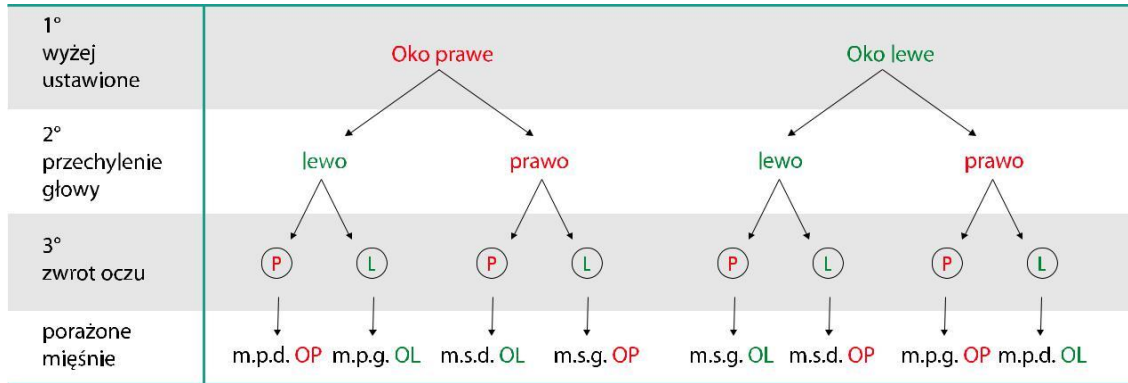 1°
wyżej
ustawione
Oko prawe Oko lewe
2°
przechylenie
głowy
lewo prawo lewo prawo
3°
zwrot oczu
P L P L P L P L
porażone
mięśnie
m.p.d. OP m.p.g. OL m.s.d. OL m.s.g. OP m.s.g. OL m.s.d. OP m.p.g. OP m.p.d. OL